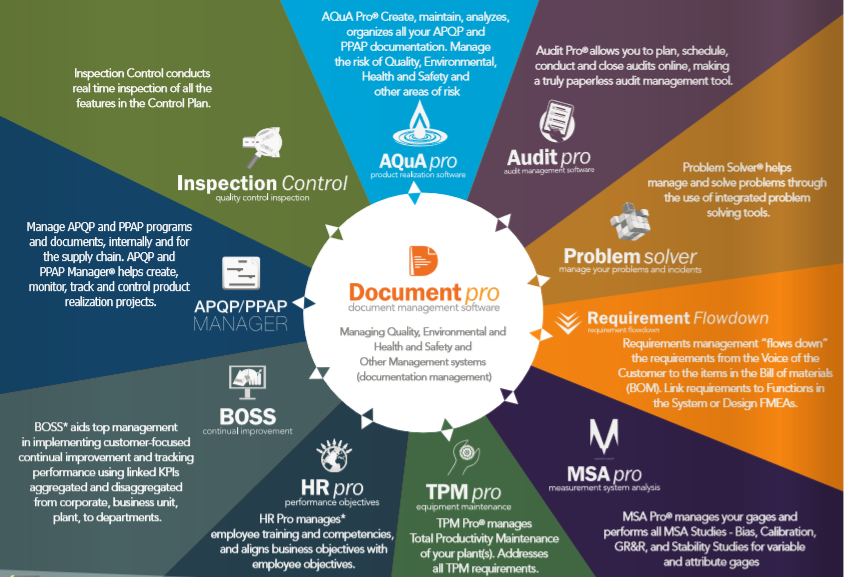 AQuA Pro® Create, maintain, analyzes,
organizes all your APQP and
PPAP documentation. Manage
the risk of Quality, Environmental,
Health and Safety and
other areas of risk
AQuA pro
product realization software
Audit Pro® allows you to plan, schedule,
conduct and close audits online, making
a truly paperless audit management tool.
Audit pro
audit management software
Problem Solver® helps
manage and solve problems through
the use of integrated problem
solving tools.
Problem solver
manage your problems and incidents
Requirement Flowdown
requirement flowdown
Requirements management "flows down"
the requirements from the Voice of the
Customer to the items in the Bill of materials
(BOM). Link requirements to Functions in
the System or Design FMEAs.
MSA pro
measurement system analysis
MSA Pro® manages your gages and
performs all MSA Studies - Bias, Calibration,
GR&R, and Stability Studies for variable
and attribute gages
TPM pro
equipment maintenance
TPM Pro® manages
Total Productivity Maintenance
of your plant(s). Addresses
all TPM requirements.
HR pro
performance objectives
HR Pro manages*
employee training and competencies,
and aligns business objectives with
employee objectives.
BOSS
continual improvement
BOSS* aids top management
in implementing customer-focused
continual improvement and tracking
performance using linked KPIs
aggregated and disaggregated
from corporate, business unit,
plant, to departments.
Manage APQP and PPAP programs
and documents, internally and for
the supply chain. APQP and
PPAP Manager® helps create,
monitor, track and control product
realization projects.
APQP/PPAP
MANAGER
Inspection Control conducts
real time inspection of all the
features in the Control Plan.
Inspection Control
quality control inspection
Document pro
document management software
Managing Quality, Environmental and
Health and Safety and
Other Management systems
(documentation management)